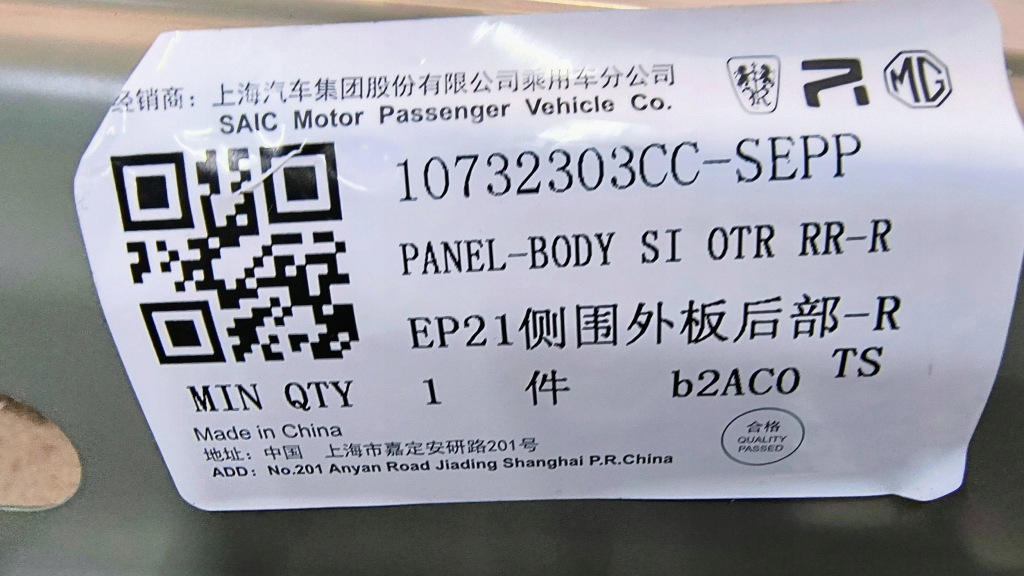 经销商：上海汽车集团股份有限公司乘用车分公司
SAIC Motor Passenger Vehicle Co.
MG
10732303CC-SEPP
PANEL-BODY SI OTR RR-R
EP21侧围外板后部-R
TS
MIN QTY 1 件 b2AC0
Made in China
地址：中国 上海市嘉定安研路201号
ADD：No.201 Anyan Road Jiading Shanghai P.R.China
合格
QUALITY
PASSED